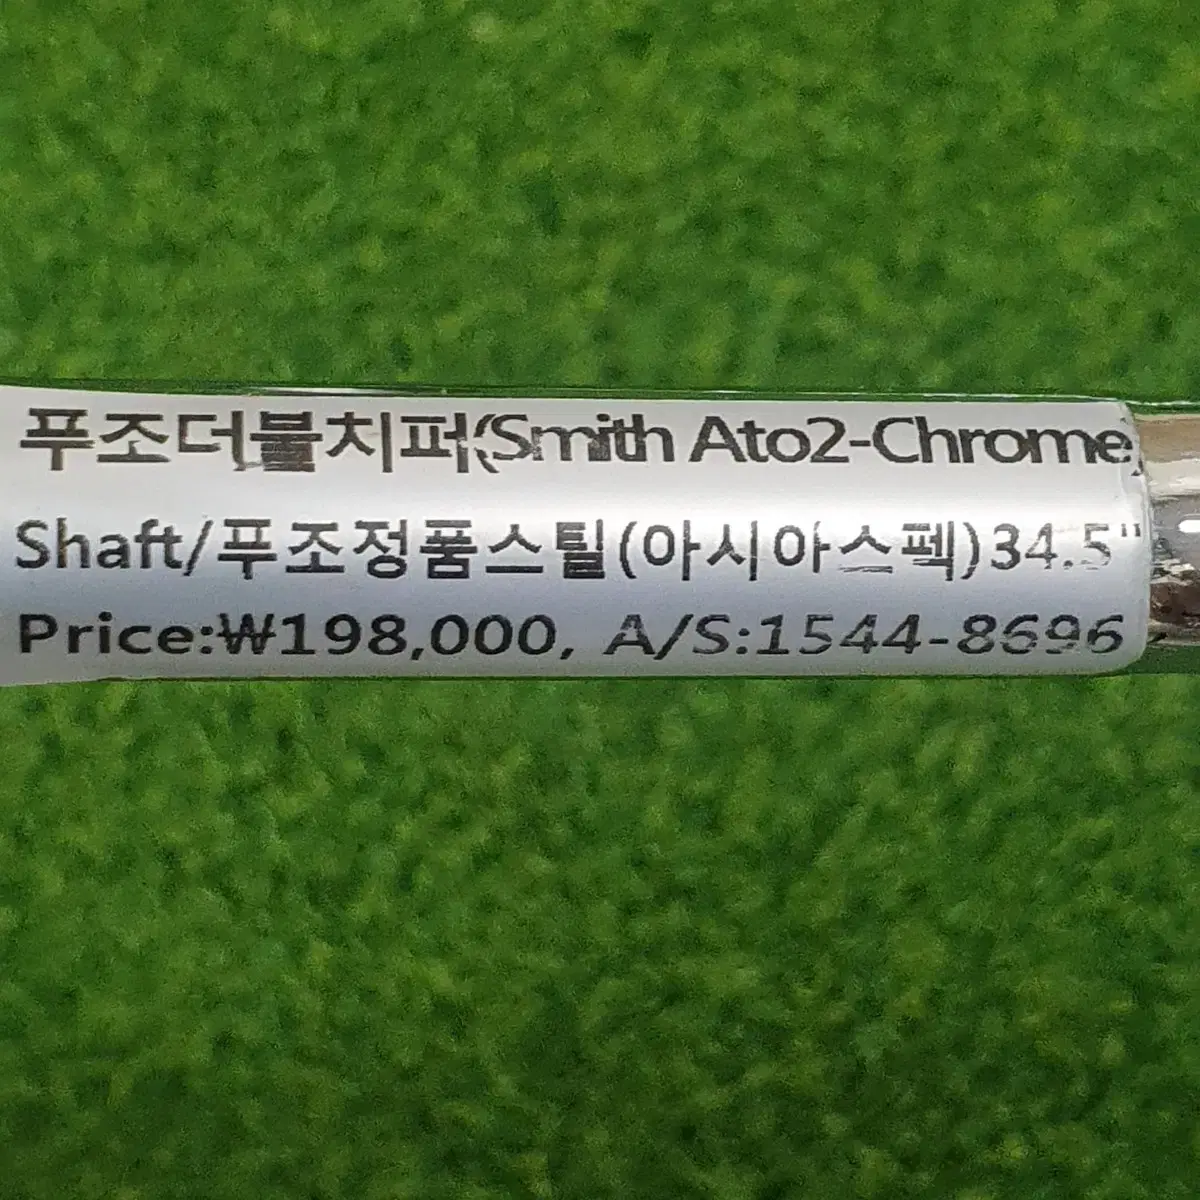 푸조더블치퍼(Smith Ato2-Chrome)
Shaft/푸조정품스틸(아시아스펙)34.5"
Price:₩198,000, A/S:1544-8696